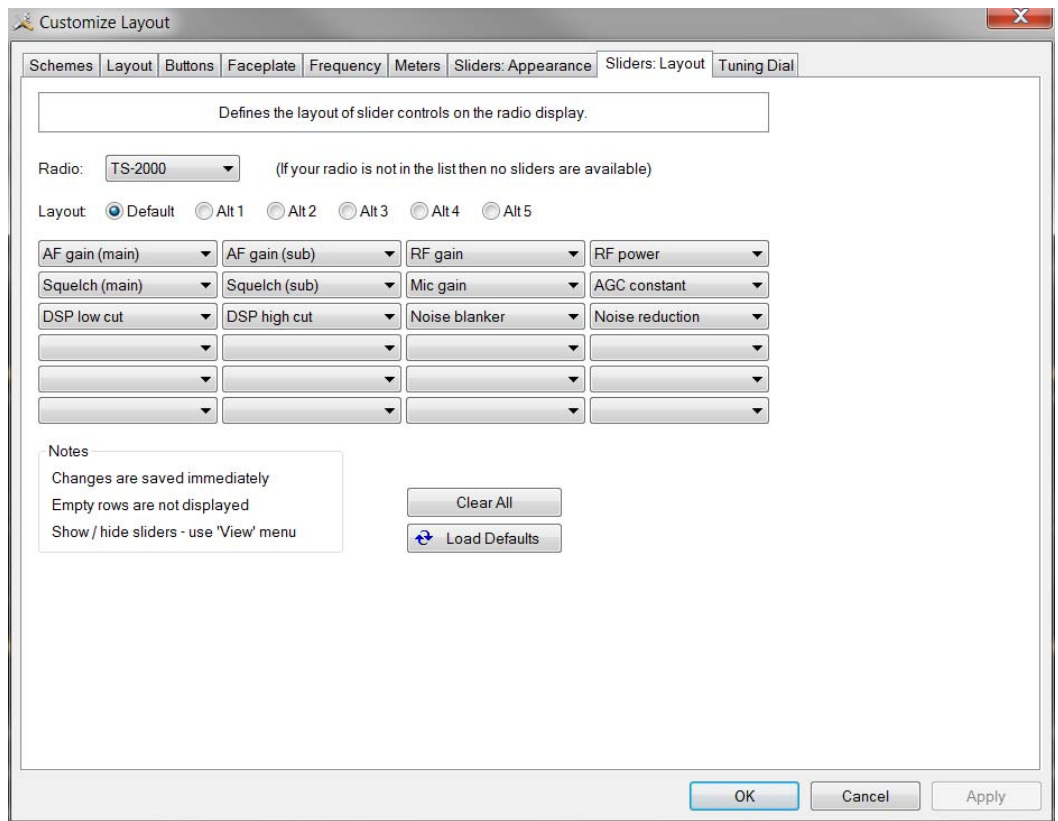 Customize Layout
X
Schemes Layout Buttons Faceplate Frequency Meters Sliders: Appearance Sliders: Layout Tuning Dial
Defines the layout of slider controls on the radio display.
Radio: TS-2000 (If your radio is not in the list then no sliders are available)
Layout: Default Alt 1 Alt 2 Alt 3 Alt 4 Alt 5
AF gain (main) AF gain (sub) RF gain RF power
Squelch (main) Squelch (sub) Mic gain AGC constant
DSP low cut DSP high cut Noise blanker Noise reduction
Notes
Changes are saved immediately
Empty rows are not displayed
Show / hide sliders - use 'View' menu
Clear All
Load Defaults
OK Cancel Apply